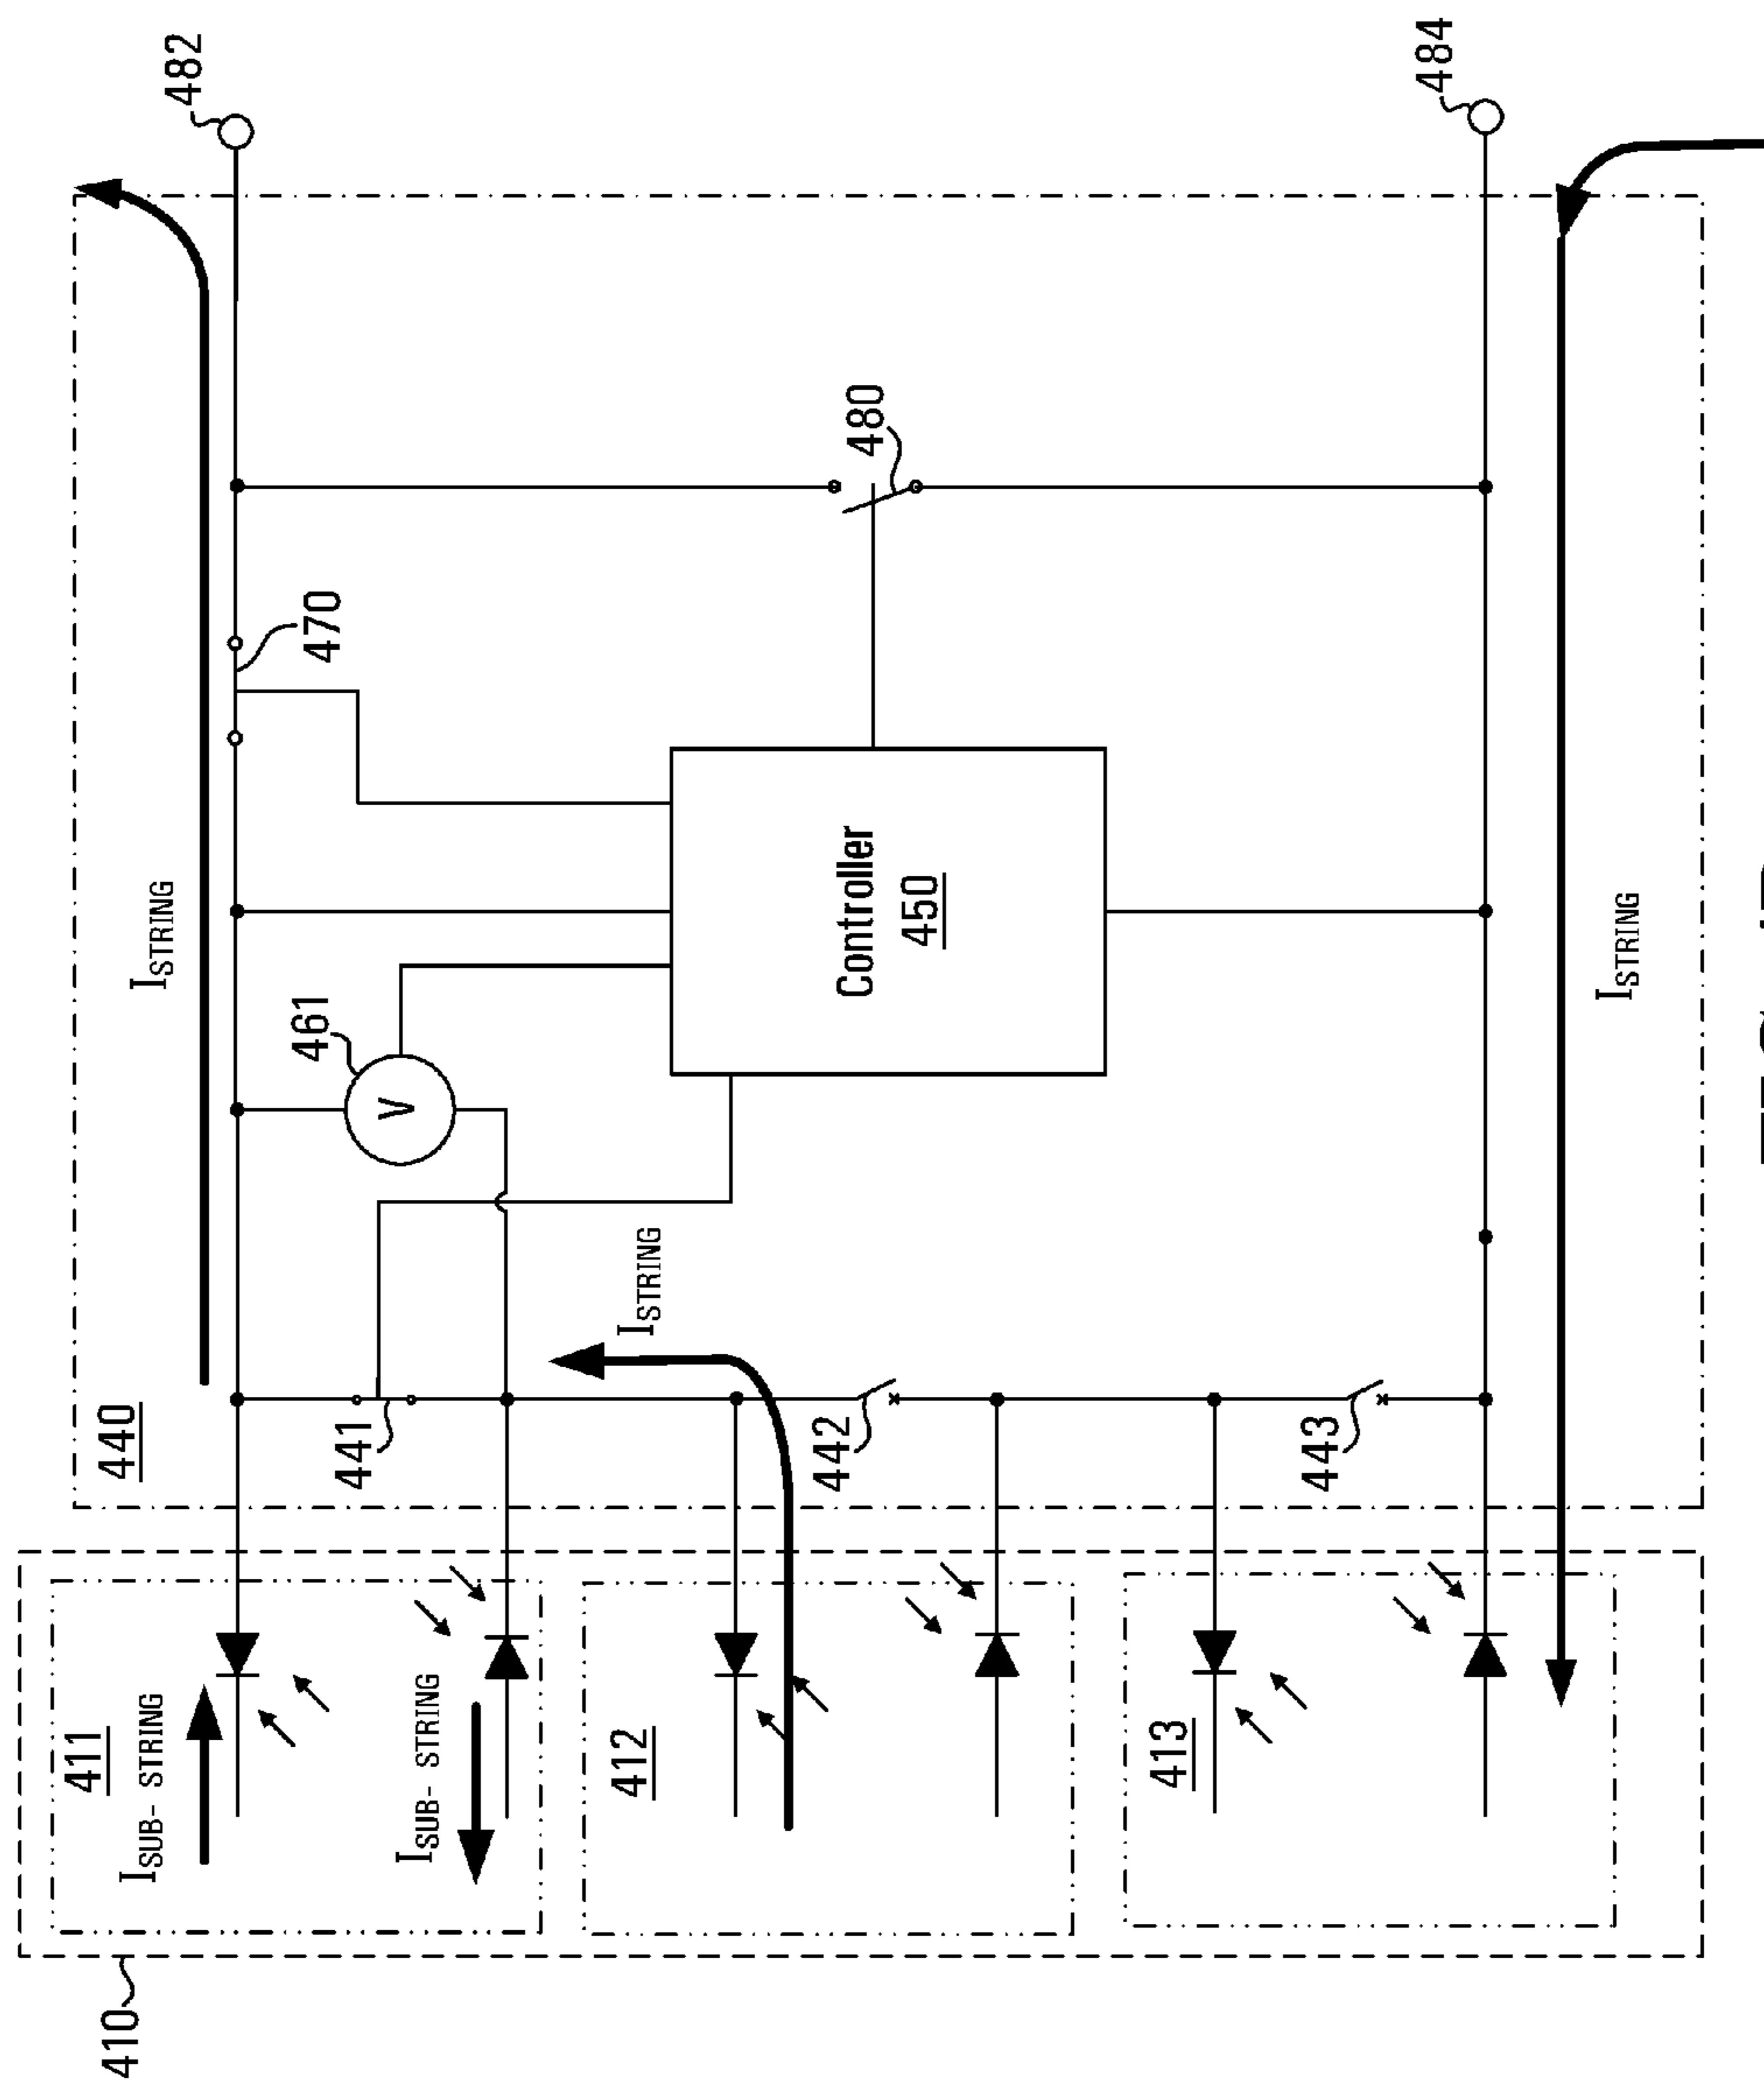 482
484
480
470
ISTRING
461
V
Controller
450
ISTRING
ISTRING
440
441
442
443
411
ISUB- STRING
ISUB- STRING
412
413
410